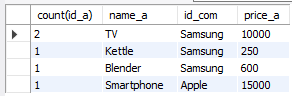 count(id_a) name_a id_com price_a
2 TV Samsung 10000
1 Kettle Samsung 250
1 Blender Samsung 600
1 Smartphone Apple 15000